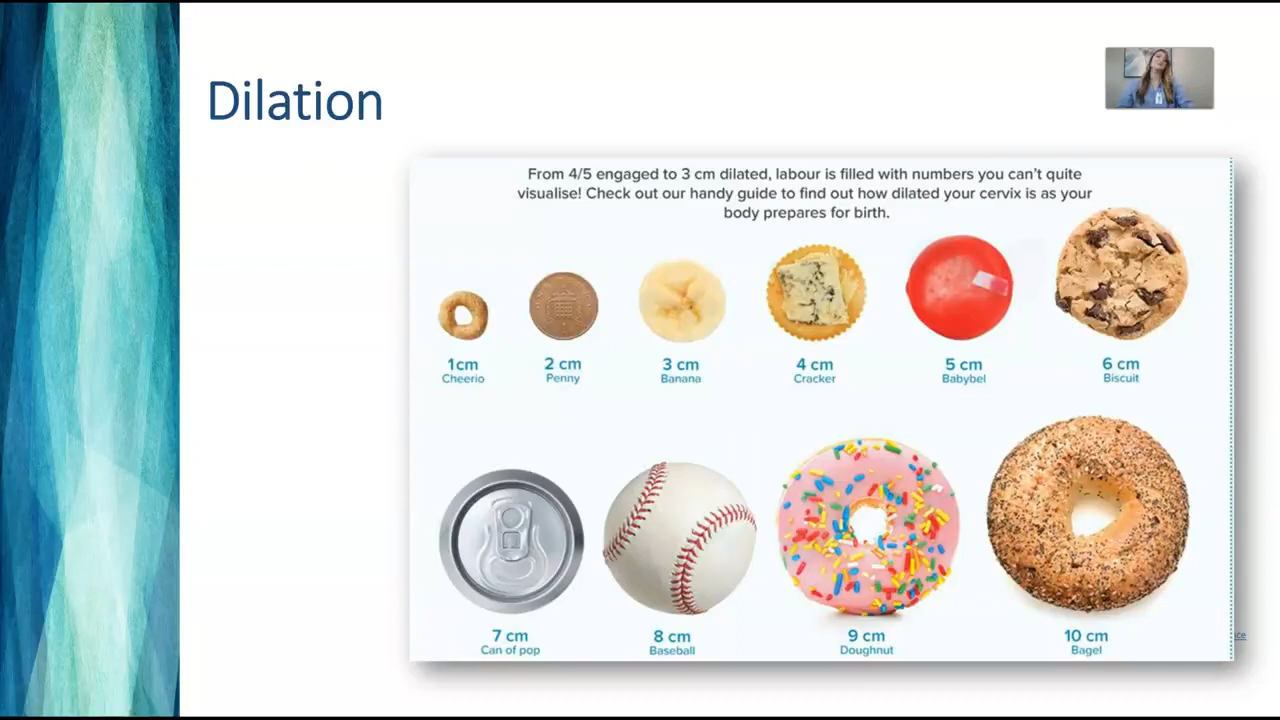 Dilation
From 4/5 engaged to 3 cm dilated, labour is filled with numbers you can't quite
visualise! Check out our handy guide to find out how dilated your cervix is as your
body prepares for birth.
1cm
Cheerio
2 cm
Penny
3 cm
Banana
4 cm
Cracker
5 cm
Babybel
6 cm
Biscuit
7 cm
Can of pop
8 cm
Baseball
9 cm
Doughnut
10 cm
Bagel